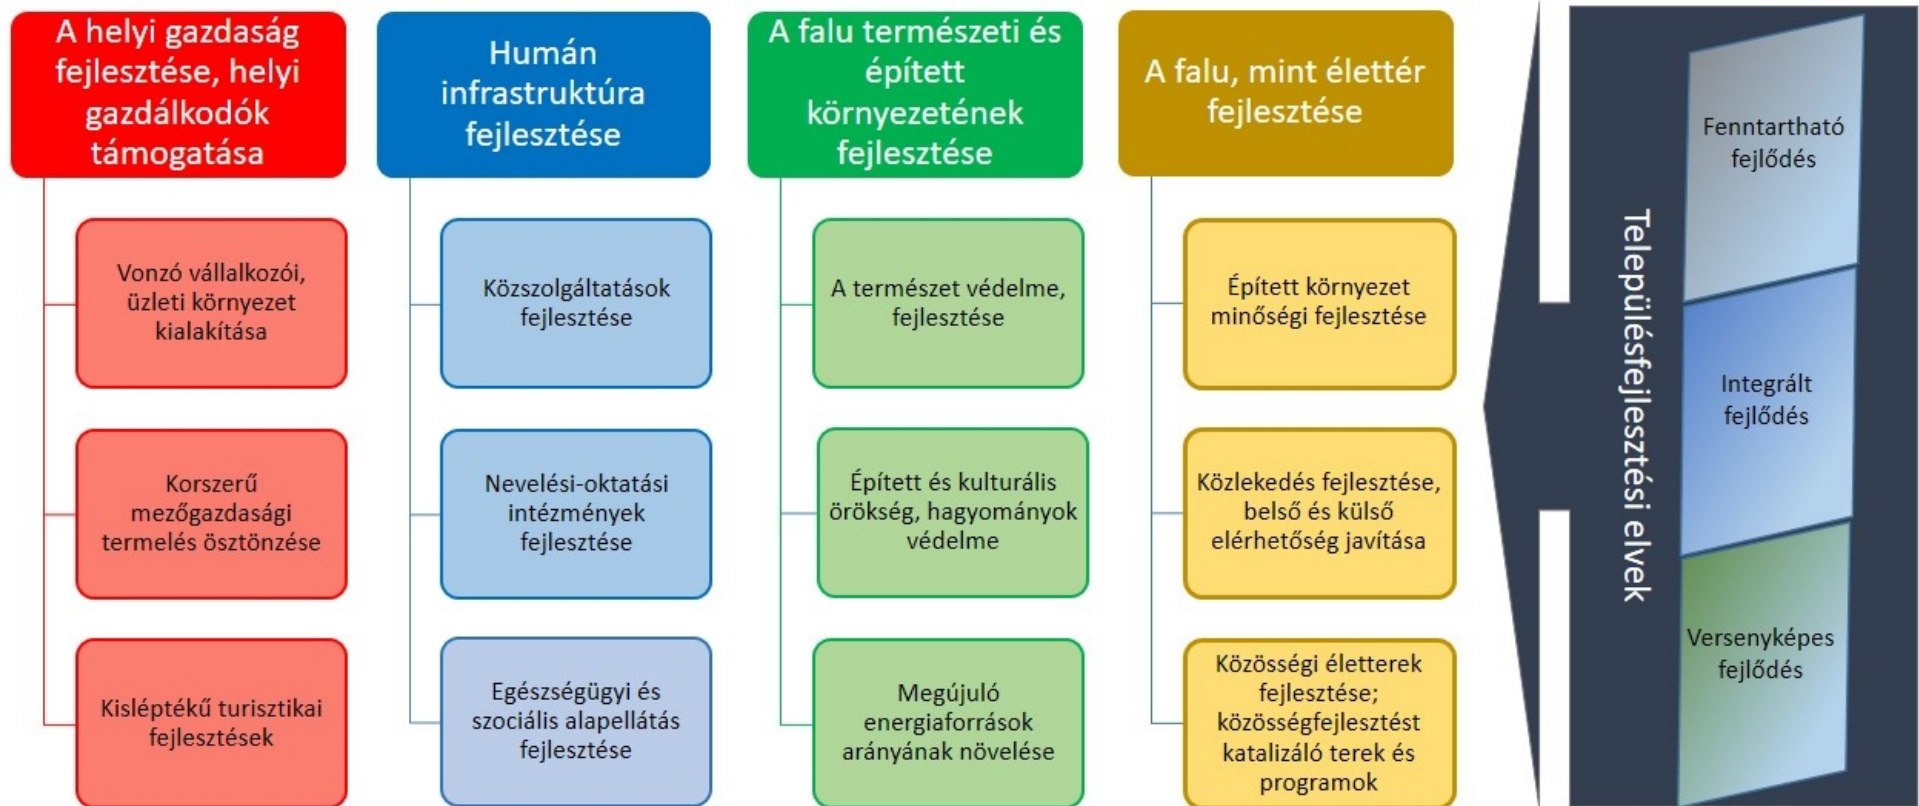 A helyi gazdaság
fejlesztése, helyi
gazdálkodók
támogatása
Vonzó vállalkozói,
üzleti környezet
kialakítása
Korszerű
mezőgazdasági
termelés ösztönzése
Kisléptékű turisztikai
fejlesztések
Humán
infrastruktúra
fejlesztése
Közszolgáltatások
fejlesztése
Nevelési-oktatási
intézmények
fejlesztése
Egészségügyi és
szociális alapellátás
fejlesztése
A falu természeti és
épített
környezetének
fejlesztése
A természet védelme,
fejlesztése
Épített és kulturális
örökség, hagyományok
védelme
Megújuló
energiaforrások
arányának növelése
A falu, mint élettér
fejlesztése
Épített környezet
minőségi fejlesztése
Közlekedés fejlesztése,
belső és külső
elérhetőség javítása
Közösségi életterek
fejlesztése;
közösségfejlesztést
katalizáló terek és
programok
Településfejlesztési elvek
Fenntartható
fejlődés
Integrált
fejlődés
Versenyképes
fejlődés